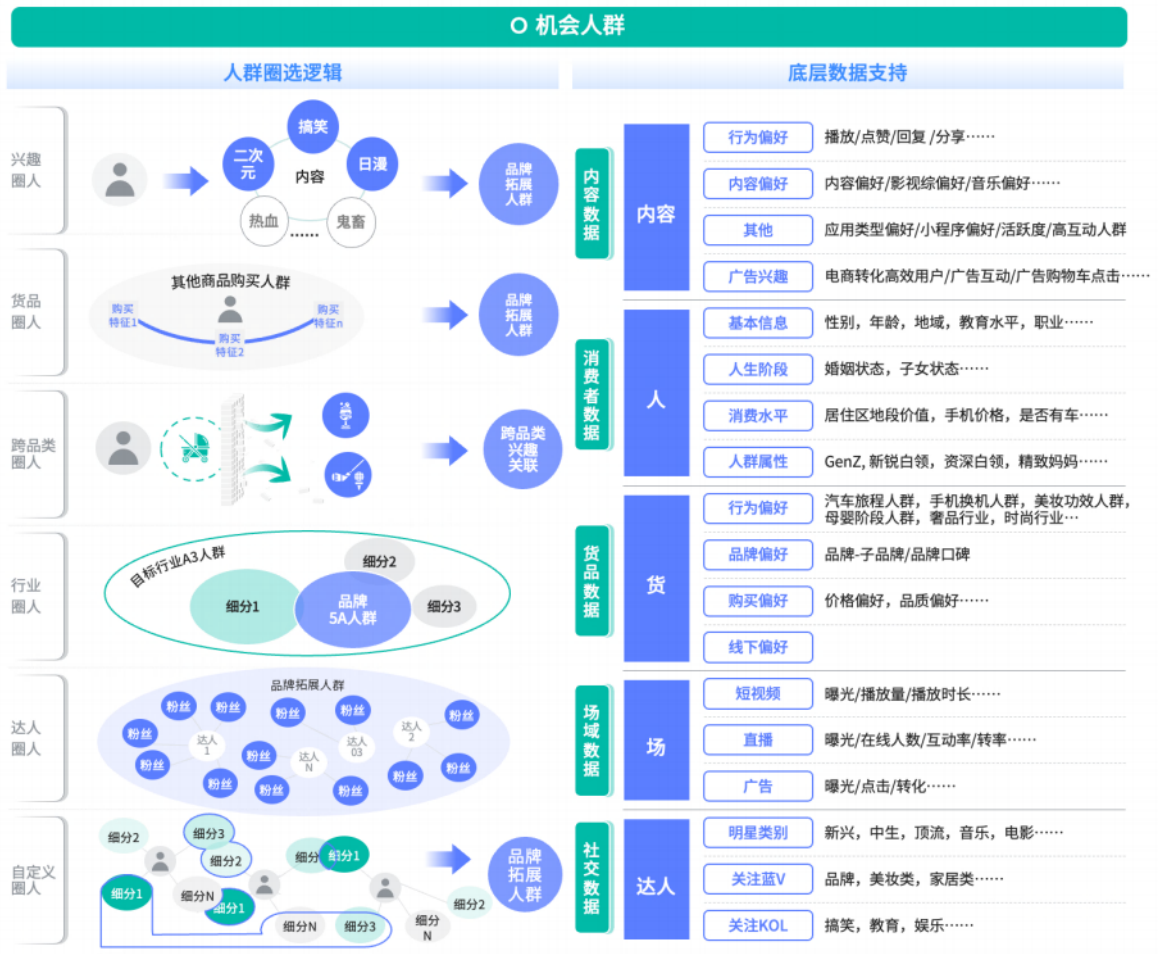 O 机会人群
人群圈选逻辑
底层数据支持
兴趣
圈人
搞笑
二次
元
日漫
内容
热血
鬼畜
······
品牌
拓展
人群
货品
圈人
其他商品购买人群
购买
特征1
购买
特征2
购买
特征n
品牌
拓展
人群
跨品类
圈人
跨品类
兴趣
关联
行业
圈人
目标行业A3人群
细分1
细分2
品牌
5A人群
细分3
达人
圈人
品牌拓展人群
粉丝
粉丝
粉丝
粉丝
粉丝
粉丝
达人
1
达人
2
达人
03
达人
N
粉丝
粉丝
粉丝
粉丝
粉丝
粉丝
粉丝
自定义
圈人
细分2
细分3
细分2
细分
细分1
细分1
细分N
细分1
细分N
细分3
细分
N
细分2
品牌
拓展
人群
内容数据
内容
行为偏好
播放/点赞/回复 /分享······
内容偏好
内容偏好/影视综偏好/音乐偏好······
其他
应用类型偏好/小程序偏好/活跃度/高互动人群
广告兴趣
电商转化高效用户/广告互动/广告购物车点击······
消费者数据
人
基本信息
性别，年龄，地域，教育水平，职业······
人生阶段
婚姻状态，子女状态······
消费水平
居住区地段价值，手机价格，是否有车······
人群属性
GenZ, 新锐白领，资深白领，精致妈妈······
货品数据
货
行为偏好
汽车旅程人群，手机换机人群，美妆功效人群，
母婴阶段人群，奢品行业，时尚行业···
品牌偏好
品牌-子品牌/品牌口碑
购买偏好
价格偏好，品质偏好······
线下偏好
场域数据
场
短视频
曝光/播放量/播放时长······
直播
曝光/在线人数/互动率/转率······
广告
曝光/点击/转化······
社交数据
达人
明星类别
新兴，中生，顶流，音乐，电影······
关注蓝V
品牌，美妆类，家居类······
关注KOL
搞笑，教育，娱乐······